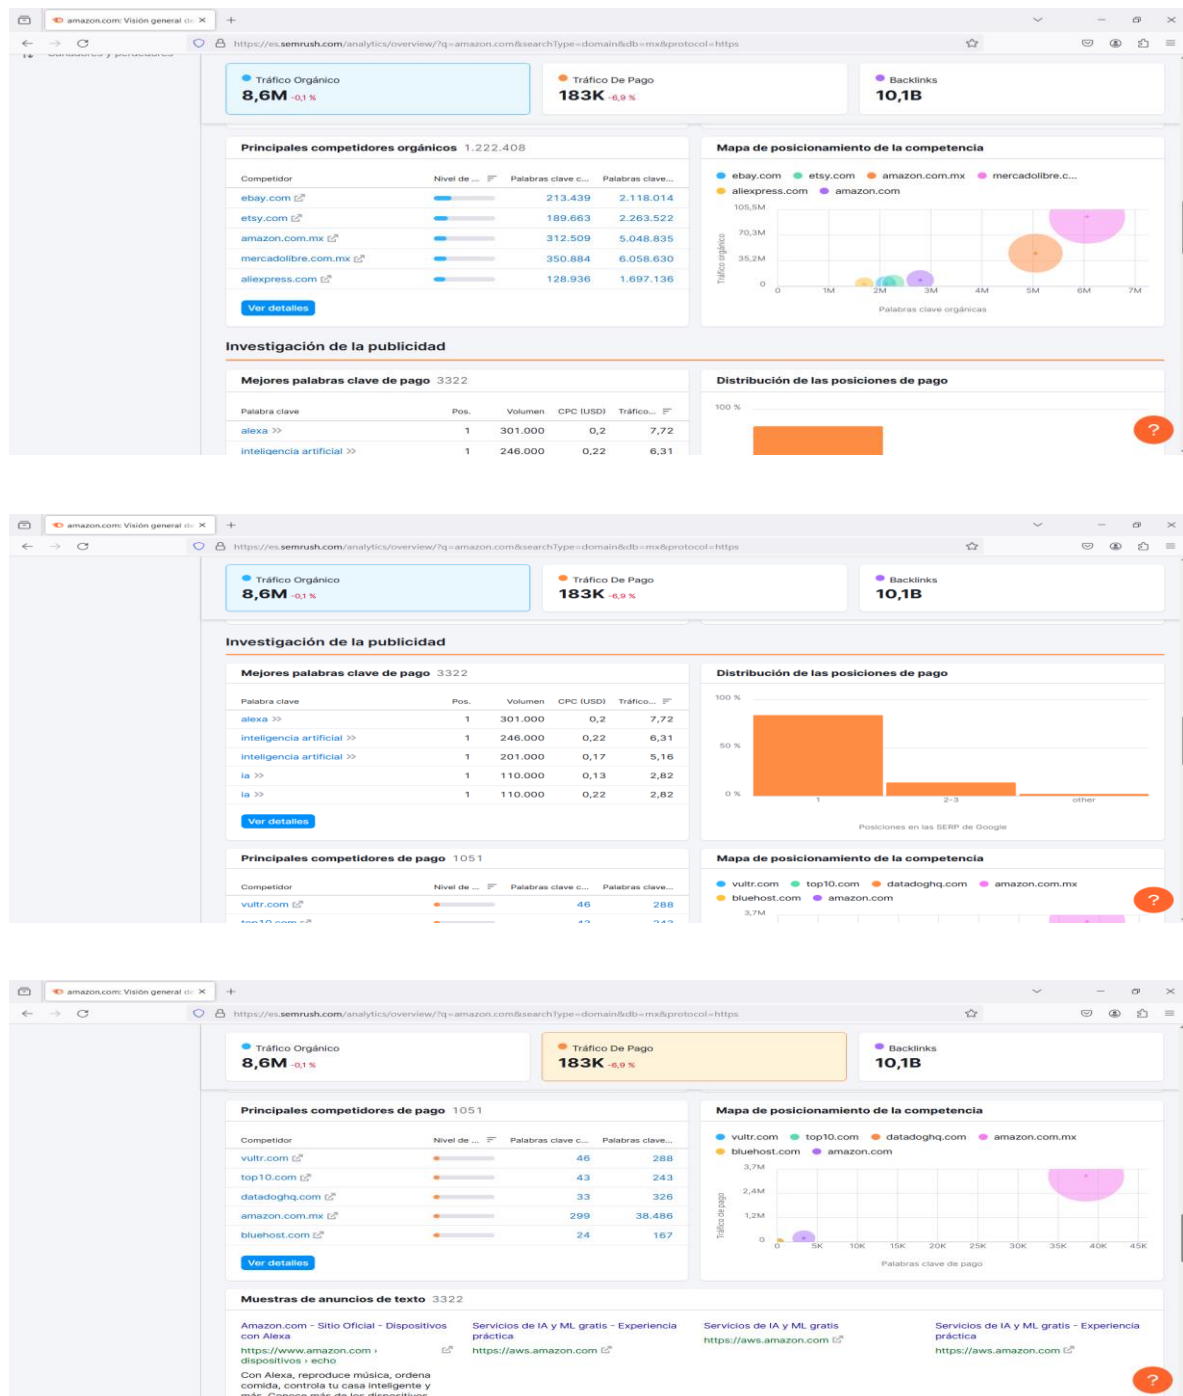 amazon.com: Visión general de
https://es.semrush.com/analytics/overview/?q=amazon.com&searchType=domain&db=mx&protocol=https
Ganadores y perdedores
Tráfico Orgánico
8,6M -0,1 %
Tráfico De Pago
183K -6,9 %
Backlinks
10,1B
Principales competidores orgánicos 1.222.408
Competidor Nivel de ... Palabras clave c... Palabras clave...
ebay.com 213.439 2.118.014
etsy.com 189.663 2.263.522
amazon.com.mx 312.509 5.048.835
mercadolibre.com.mx 350.884 6.058.630
aliexpress.com 128.936 1.697.136
Ver detalles
Mapa de posicionamiento de la competencia
ebay.com etsy.com amazon.com.mx mercadolibre.c...
aliexpress.com amazon.com
105,5M
70,3M
35,2M
0
Tráfico orgánico
0 1M 2M 3M 4M 5M 6M 7M
Palabras clave orgánicas
Investigación de la publicidad
Mejores palabras clave de pago 3322
Palabra clave Pos. Volumen CPC (USD) Tráfico...
alexa 1 301.000 0,2 7,72
inteligencia artificial 1 246.000 0,22 6,31
Distribución de las posiciones de pago
100 %
?
amazon.com: Visión general de
https://es.semrush.com/analytics/overview/?q=amazon.com&searchType=domain&db=mx&protocol=https
Tráfico Orgánico
8,6M -0,1 %
Tráfico De Pago
183K -6,9 %
Backlinks
10,1B
Investigación de la publicidad
Mejores palabras clave de pago 3322
Palabra clave Pos. Volumen CPC (USD) Tráfico...
alexa 1 301.000 0,2 7,72
inteligencia artificial 1 246.000 0,22 6,31
inteligencia artificial 1 201.000 0,17 5,16
ia 1 110.000 0,13 2,82
ia 1 110.000 0,22 2,82
Ver detalles
Distribución de las posiciones de pago
100 %
50 %
0 %
1 2-3 other
Posiciones en las SERP de Google
Principales competidores de pago 1051
Competidor Nivel de ... Palabras clave c... Palabras clave...
vultr.com 46 288
top10.com 43 243
Mapa de posicionamiento de la competencia
vultr.com top10.com datadoghq.com amazon.com.mx
bluehost.com amazon.com
3,7M
?
amazon.com: Visión general de
https://es.semrush.com/analytics/overview/?q=amazon.com&searchType=domain&db=mx&protocol=https
Tráfico Orgánico
8,6M -0,1 %
Tráfico De Pago
183K -6,9 %
Backlinks
10,1B
Principales competidores de pago 1051
Competidor Nivel de ... Palabras clave c... Palabras clave...
vultr.com 46 288
top10.com 43 243
datadoghq.com 33 326
amazon.com.mx 299 38.486
bluehost.com 24 167
Ver detalles
Mapa de posicionamiento de la competencia
vultr.com top10.com datadoghq.com amazon.com.mx
bluehost.com amazon.com
3,7M
2,4M
1,2M
0
Tráfico de pago
0 5K 10K 15K 20K 25K 30K 35K 40K 45K
Palabras clave de pago
Muestras de anuncios de texto 3322
Amazon.com - Sitio Oficial - Dispositivos
con Alexa
https://www.amazon.com ›
dispositivos › echo
Con Alexa, reproduce música, ordena
comida, controla tu casa inteligente y
más. Conoce más de los dispositivos
Servicios de IA y ML gratis - Experiencia
práctica
https://aws.amazon.com
Servicios de IA y ML gratis
https://aws.amazon.com
Servicios de IA y ML gratis - Experiencia
práctica
https://aws.amazon.com
?